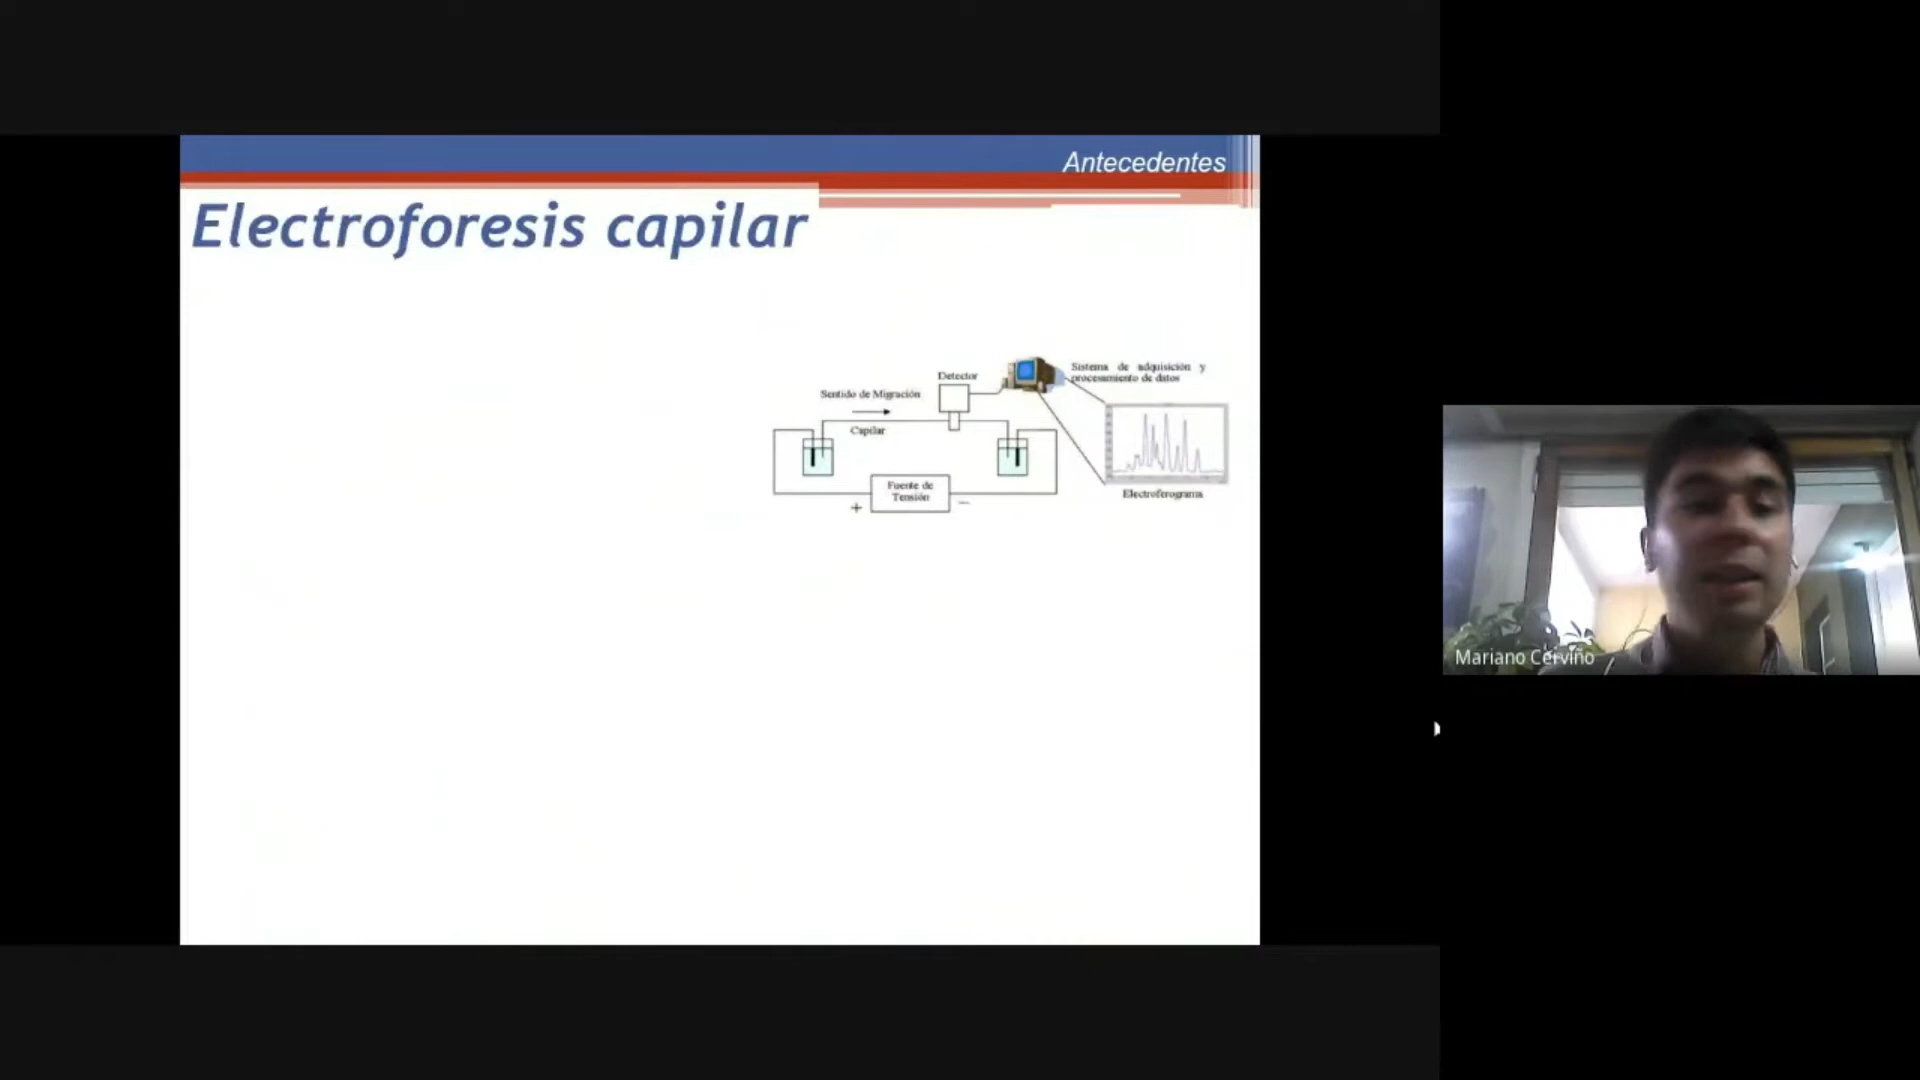 Antecedentes
Electroforesis capilar
Sistema de adquisición y
procesamiento de datos
Detector
Sentido de Migración
Capilar
Fuente de
Tensión
+
—
Electroferograma
Mariano Cerviño